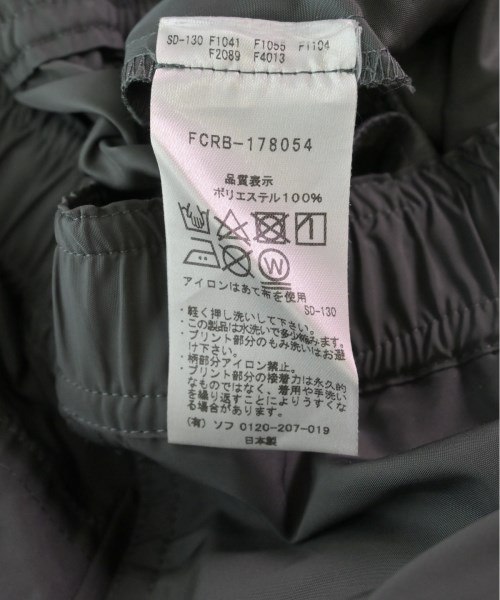 SD-130 F1041 F1055 F1104
F2089 F4013
FCRB-178054
品質表示
ポリエステル100%
W
アイロンはあて布を使用
SD-130
・軽く押し洗いして下さい。
・この製品は水洗いで多少縮みます。
・プリント部分のもみ洗いはお避
け下さい。
・柄部分アイロン禁止。
・プリント部分の接着力は永久的
なものではなく、着用や手洗い
を繰り返すことによりうすくな
る場合があります。
(有) ソフ 0120-207-019
日本製